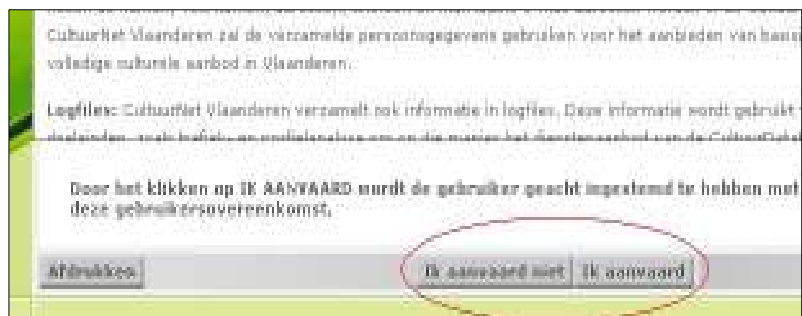 CultuurNet Vlaanderen zal de verzamelde persoonsgegevens gebruiken voor het aanbieden van
volledige culturele aanbod in Vlaanderen.
Logfiles: CultuurNet Vlaanderen verzamelt ook informatie in logfiles. Deze informatie wordt gebruikt
Door het klikken op IK AANVAARD wordt de gebruiker geacht ingestemd te hebben met
deze gebruikersovereenkomst.
Afdrukken
Ik aanvaard niet
Ik aanvaard